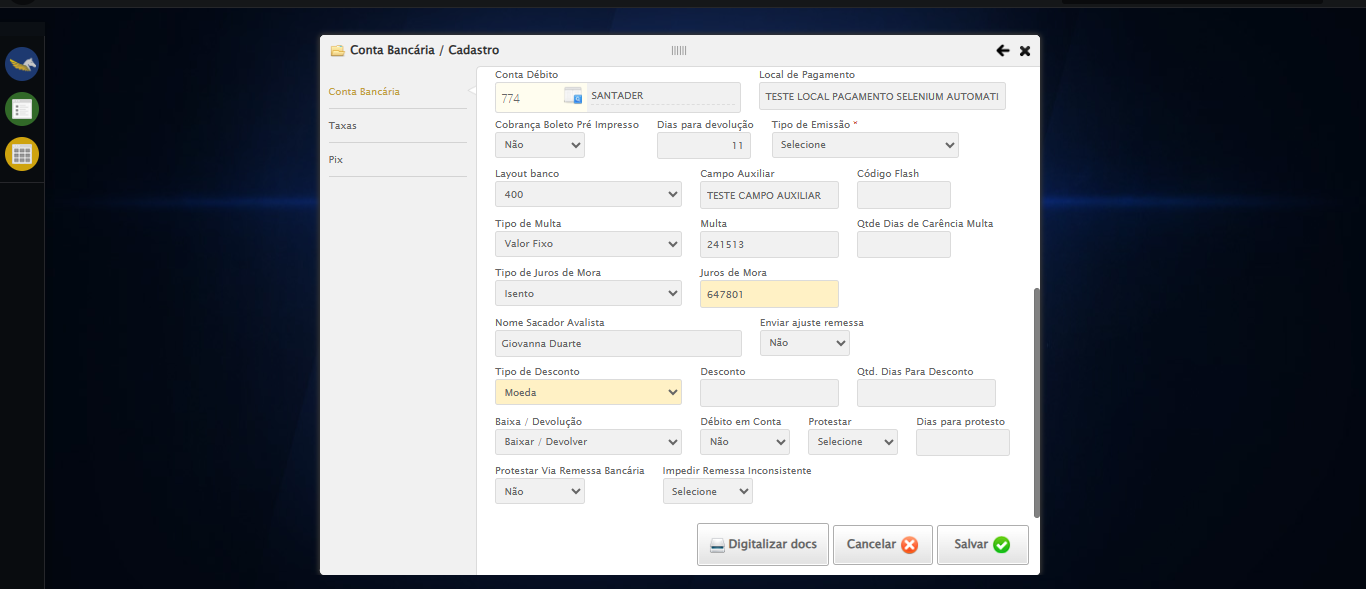 Conta Bancária / Cadastro
Conta Bancária
Taxas
Pix
Conta Débito Local de Pagamento
774 SANTADER TESTE LOCAL PAGAMENTO SELENIUM AUTOMATI
Cobrança Boleto Pré Impresso Dias para devolução Tipo de Emissão *
Não 11 Selecione
Layout banco Campo Auxiliar Código Flash
400 TESTE CAMPO AUXILIAR
Tipo de Multa Multa Qtde Dias de Carência Multa
Valor Fixo 241513
Tipo de Juros de Mora Juros de Mora
Isento 647801
Nome Sacador Avalista Enviar ajuste remessa
Giovanna Duarte Não
Tipo de Desconto Desconto Qtd. Dias Para Desconto
Moeda
Baixa / Devolução Débito em Conta Protestar Dias para protesto
Baixar / Devolver Não Selecione
Protestar Via Remessa Bancária Impedir Remessa Inconsistente
Não Selecione
Digitalizar docs Cancelar Salvar